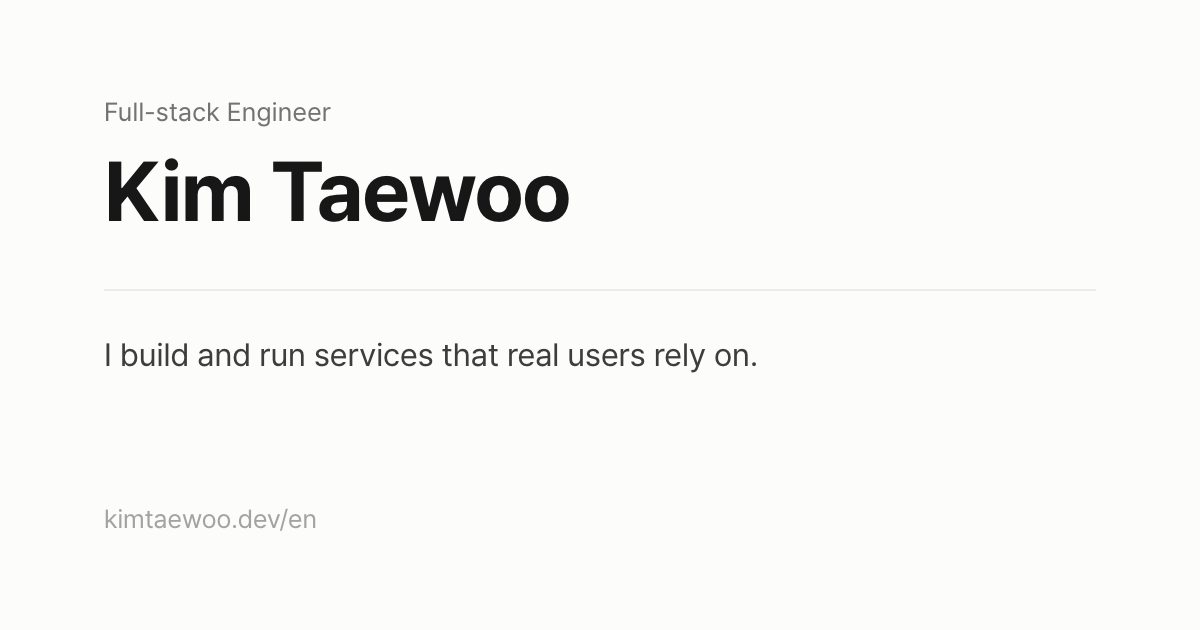 Full-stack Engineer
Kim Taewoo
I build and run services that real users rely on.
kimtaewoo.dev/en